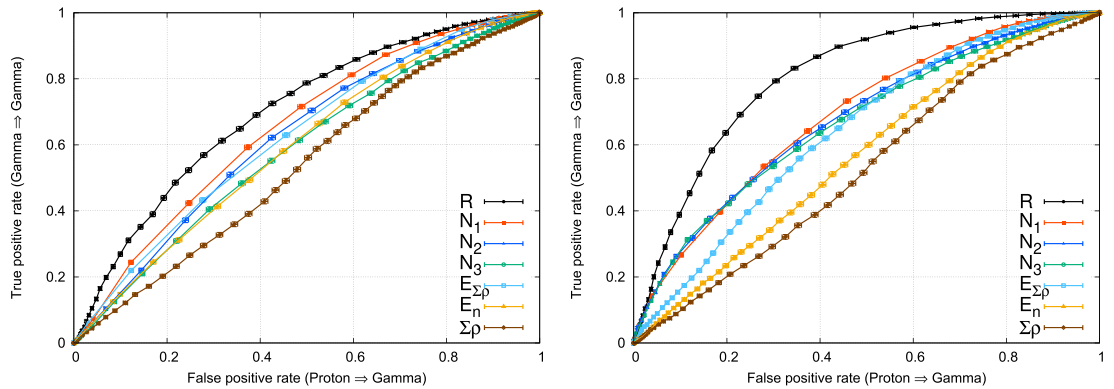 1
0.8
0.6
0.4
0.2
0
0 0.2 0.4 0.6 0.8 1
True positive rate (Gamma ⇒ Gamma)
False positive rate (Proton ⇒ Gamma)
R
N1
N2
N3
EΣρ
En
Σρ
1
0.8
0.6
0.4
0.2
0
0 0.2 0.4 0.6 0.8 1
True positive rate (Gamma ⇒ Gamma)
False positive rate (Proton ⇒ Gamma)
R
N1
N2
N3
EΣρ
En
Σρ